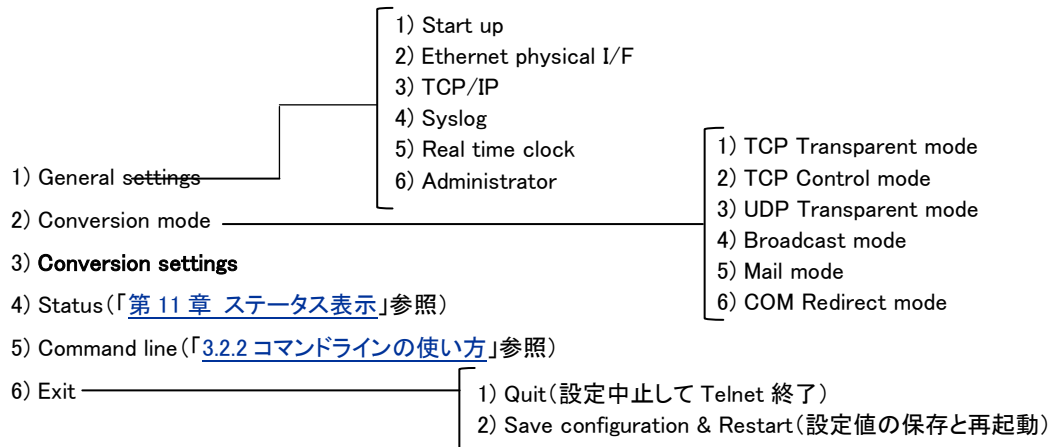 1) Start up
2) Ethernet physical I/F
3) TCP/IP
4) Syslog
5) Real time clock
6) Administrator
1) General settings
2) Conversion mode
1) TCP Transparent mode
2) TCP Control mode
3) UDP Transparent mode
4) Broadcast mode
5) Mail mode
6) COM Redirect mode
3) Conversion settings
4) Status(「第 11 章 ステータス表示」参照)
5) Command line(「3.2.2 コマンドラインの使い方」参照)
6) Exit
1) Quit(設定中止して Telnet 終了)
2) Save configuration & Restart(設定値の保存と再起動)